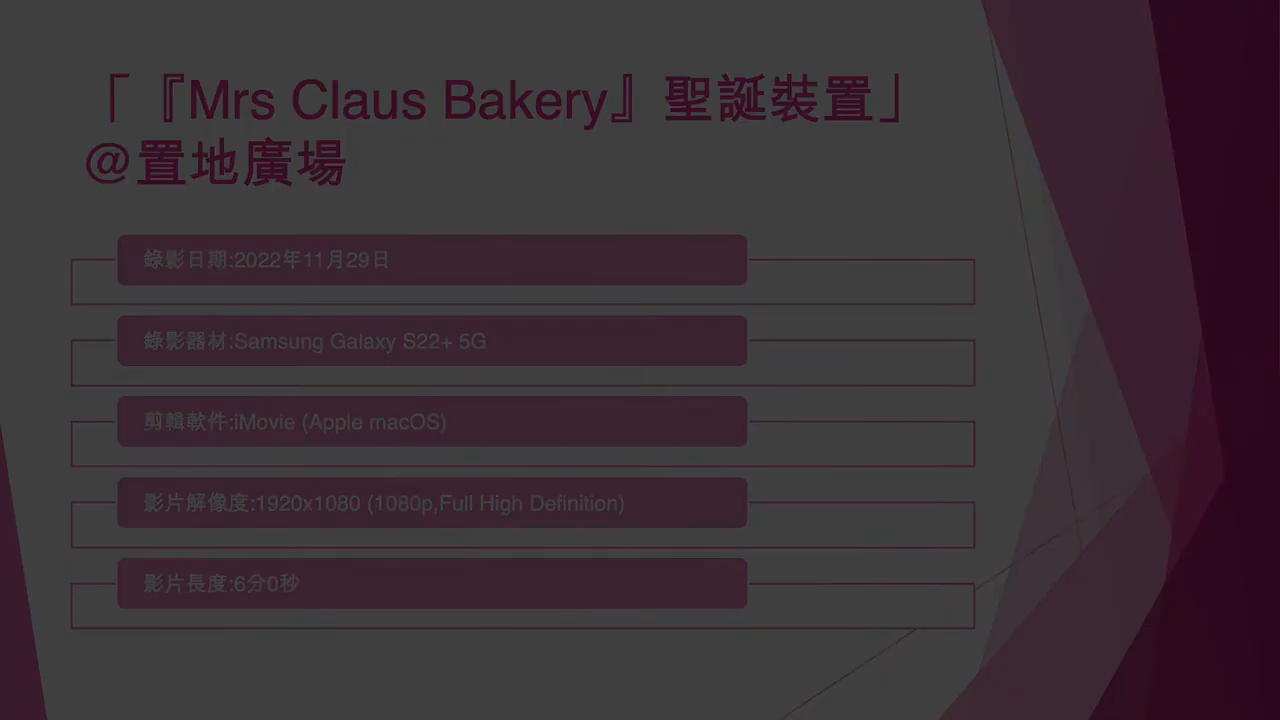 「『Mrs Claus Bakery』聖誕裝置」
@置地廣場
錄影日期:2022年11月29日
錄影器材:Samsung Galaxy S22+ 5G
剪輯軟件:iMovie (Apple macOS)
影片解像度:1920x1080 (1080p,Full High Definition)
影片長度:6分0秒